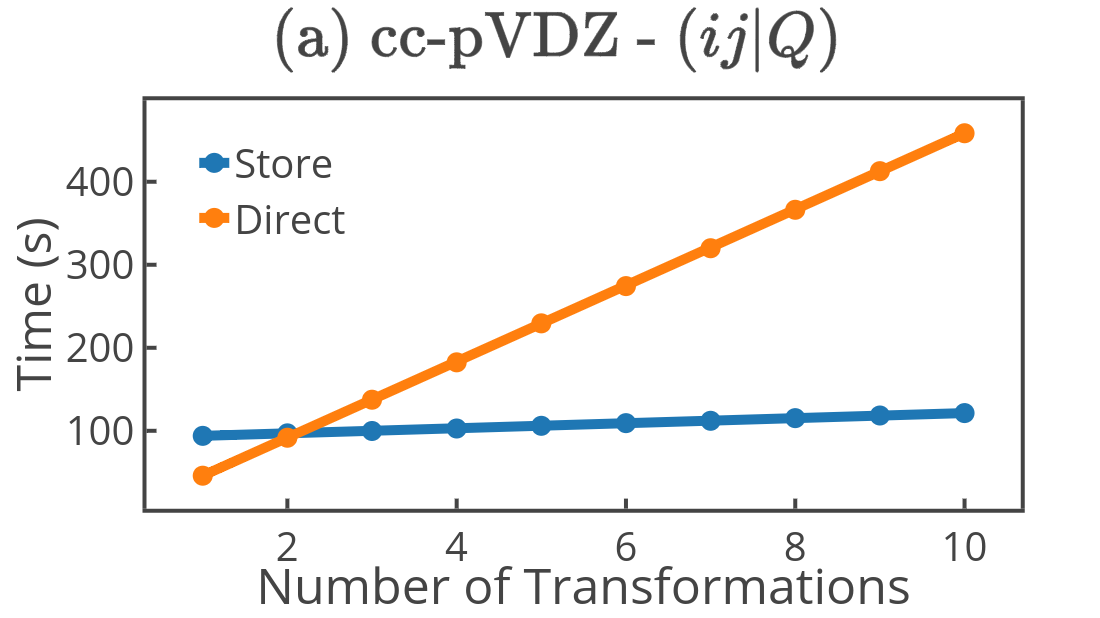 (a) cc-pVDZ - (ij|Q)
Store
Direct
400
300
200
100
Time (s)
2 4 6 8 10
Number of Transformations